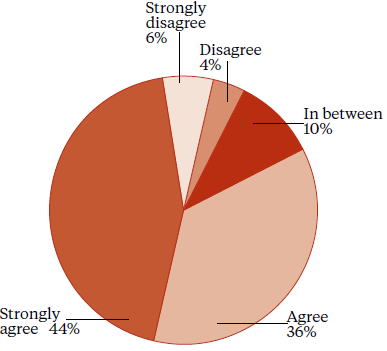 Strongly
disagree
6%
Disagree
4%
In between
10%
Agree
36%
Strongly
agree 44%